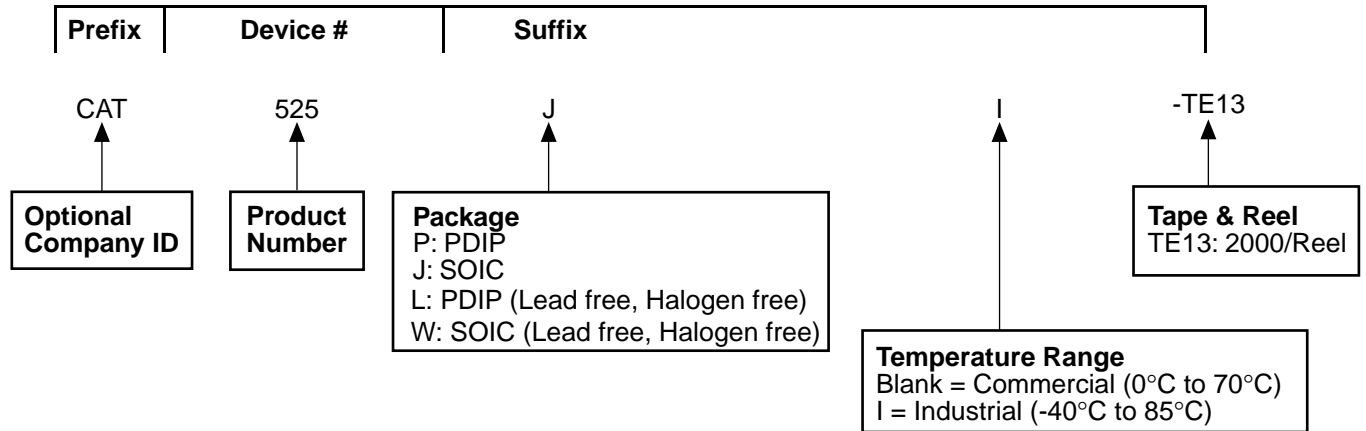 Prefix Device # Suffix
CAT 525 J I -TE13
Optional
Company ID
Product
Number
Package
P: PDIP
J: SOIC
L: PDIP (Lead free, Halogen free)
W: SOIC (Lead free, Halogen free)
Tape & Reel
TE13: 2000/Reel
Temperature Range
Blank = Commercial (0°C to 70°C)
I = Industrial (-40°C to 85°C)